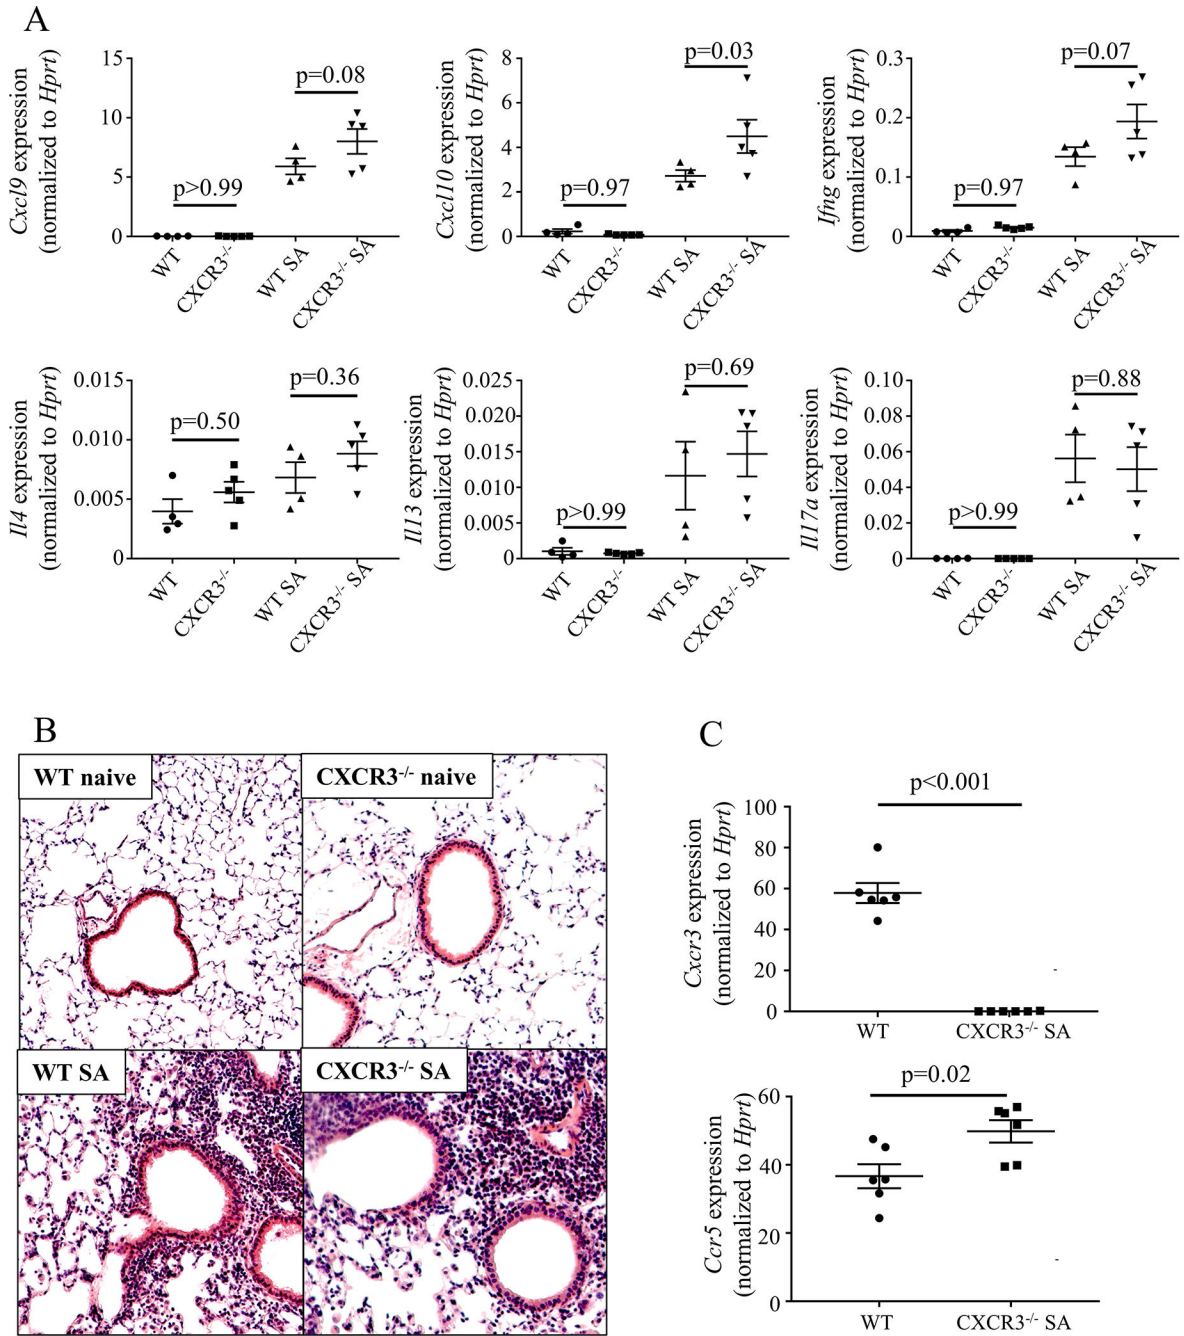 A
Cxcl9 expression
(normalized to Hprt)
15
10
5
0
p>0.99
p=0.08
WT
CXCR3-/-
WT SA
CXCR3-/- SA
Cxcl10 expression
(normalized to Hprt)
8
6
4
2
0
p=0.97
p=0.03
WT
CXCR3-/-
WT SA
CXCR3-/- SA
Ifng expression
(normalized to Hprt)
0.3
0.2
0.1
0
p=0.97
p=0.07
WT
CXCR3-/-
WT SA
CXCR3-/- SA
Il4 expression
(normalized to Hprt)
0.015
0.010
0.005
0
p=0.50
p=0.36
WT
CXCR3-/-
WT SA
CXCR3-/- SA
Il13 expression
(normalized to Hprt)
0.025
0.020
0.015
0.010
0.005
0
p>0.99
p=0.69
WT
CXCR3-/-
WT SA
CXCR3-/- SA
Il17a expression
(normalized to Hprt)
0.10
0.08
0.06
0.04
0.02
0
p>0.99
p=0.88
WT
CXCR3-/-
WT SA
CXCR3-/- SA
B
WT naive
CXCR3-/- naive
WT SA
CXCR3-/- SA
C
Cxcr3 expression
(normalized to Hprt)
100
80
60
40
20
0
p<0.001
WT
CXCR3-/- SA
Ccr5 expression
(normalized to Hprt)
60
40
20
0
p=0.02
WT
CXCR3-/- SA